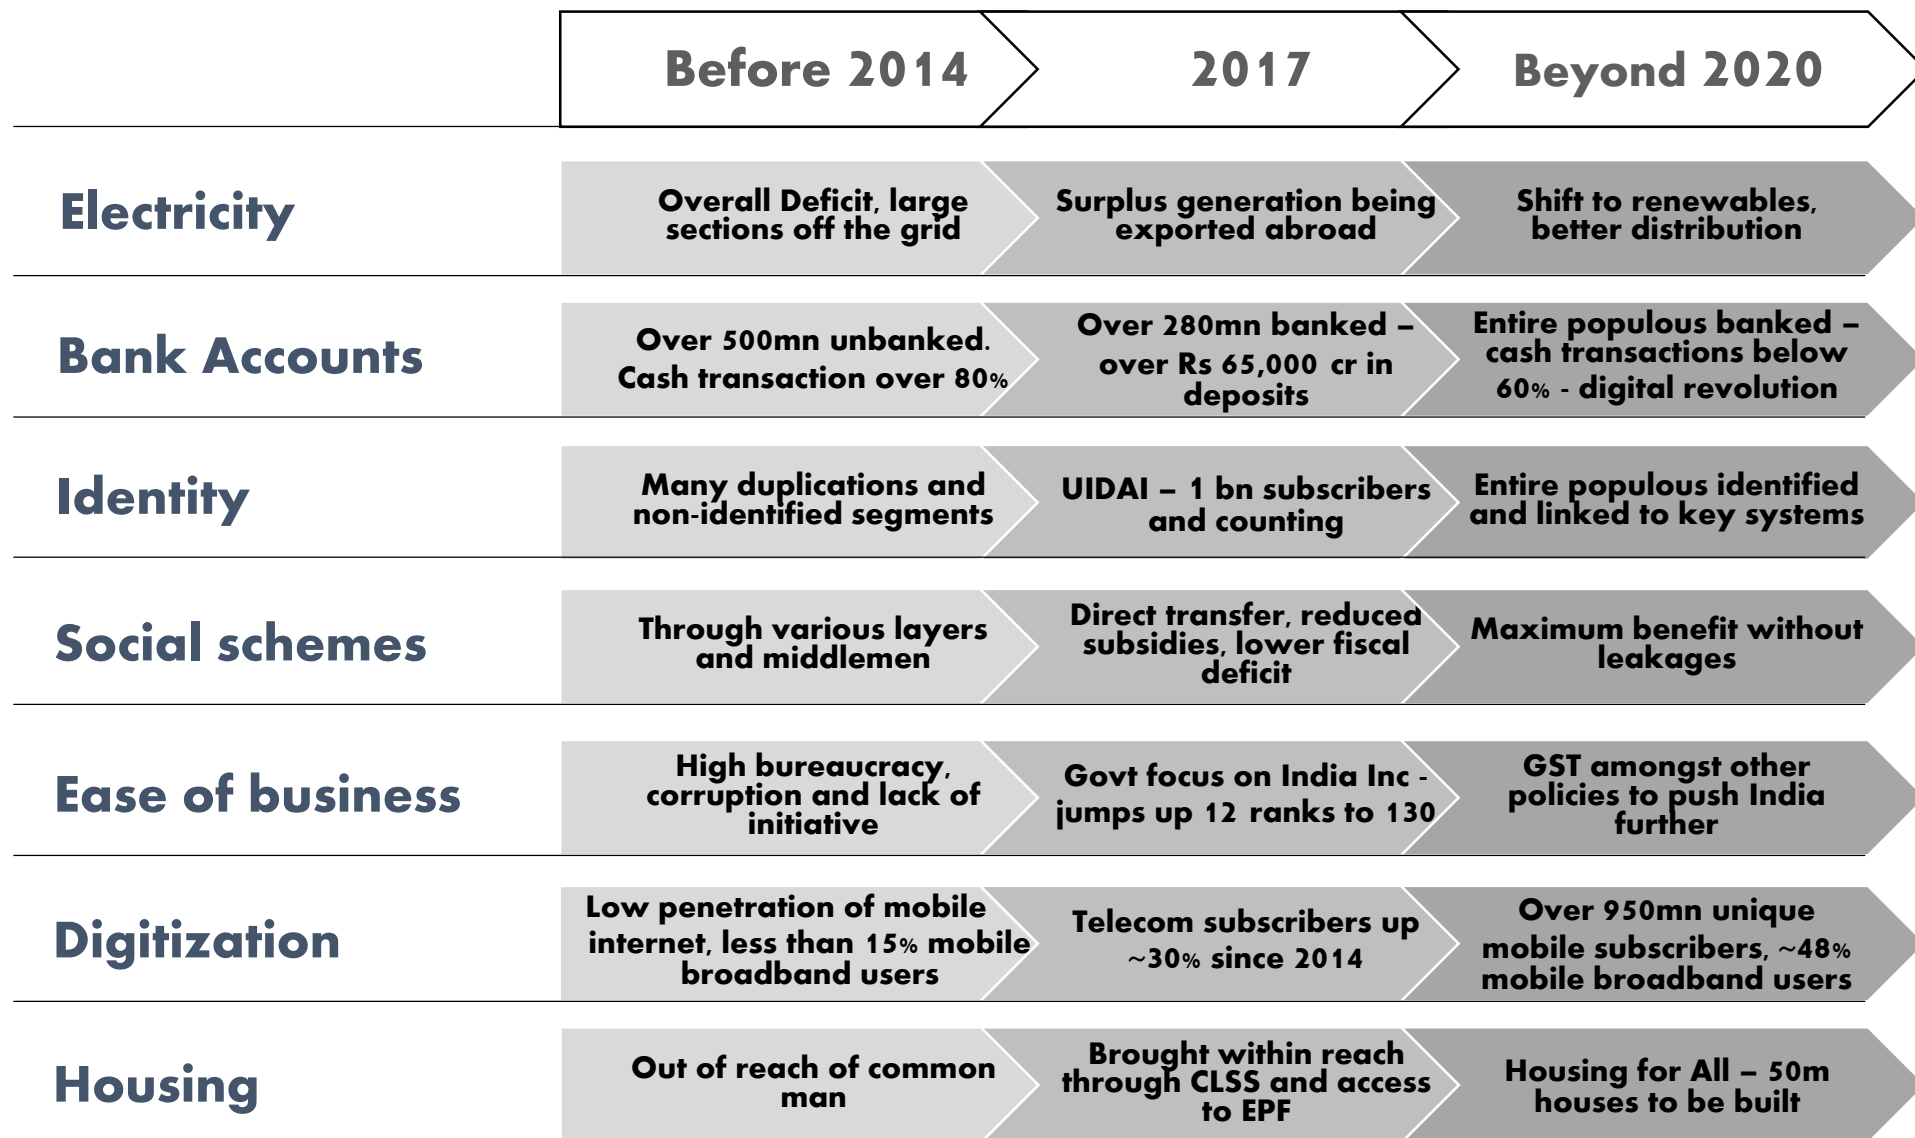 Before 2014
2017
Beyond 2020
Electricity
Overall Deficit, large
sections off the grid
Surplus generation being
exported abroad
Shift to renewables,
better distribution
Bank Accounts
Over 500mn unbanked.
Cash transaction over 80%
Over 280mn banked –
over Rs 65,000 cr in
deposits
Entire populous banked –
cash transactions below
60% - digital revolution
Identity
Many duplications and
non-identified segments
UIDAI – 1 bn subscribers
and counting
Entire populous identified
and linked to key systems
Social schemes
Through various layers
and middlemen
Direct transfer, reduced
subsidies, lower fiscal
deficit
Maximum benefit without
leakages
Ease of business
High bureaucracy,
corruption and lack of
initiative
Govt focus on India Inc -
jumps up 12 ranks to 130
GST amongst other
policies to push India
further
Digitization
Low penetration of mobile
internet, less than 15% mobile
broadband users
Telecom subscribers up
~30% since 2014
Over 950mn unique
mobile subscribers, ~48%
mobile broadband users
Housing
Out of reach of common
man
Brought within reach
through CLSS and access
to EPF
Housing for All – 50m
houses to be built